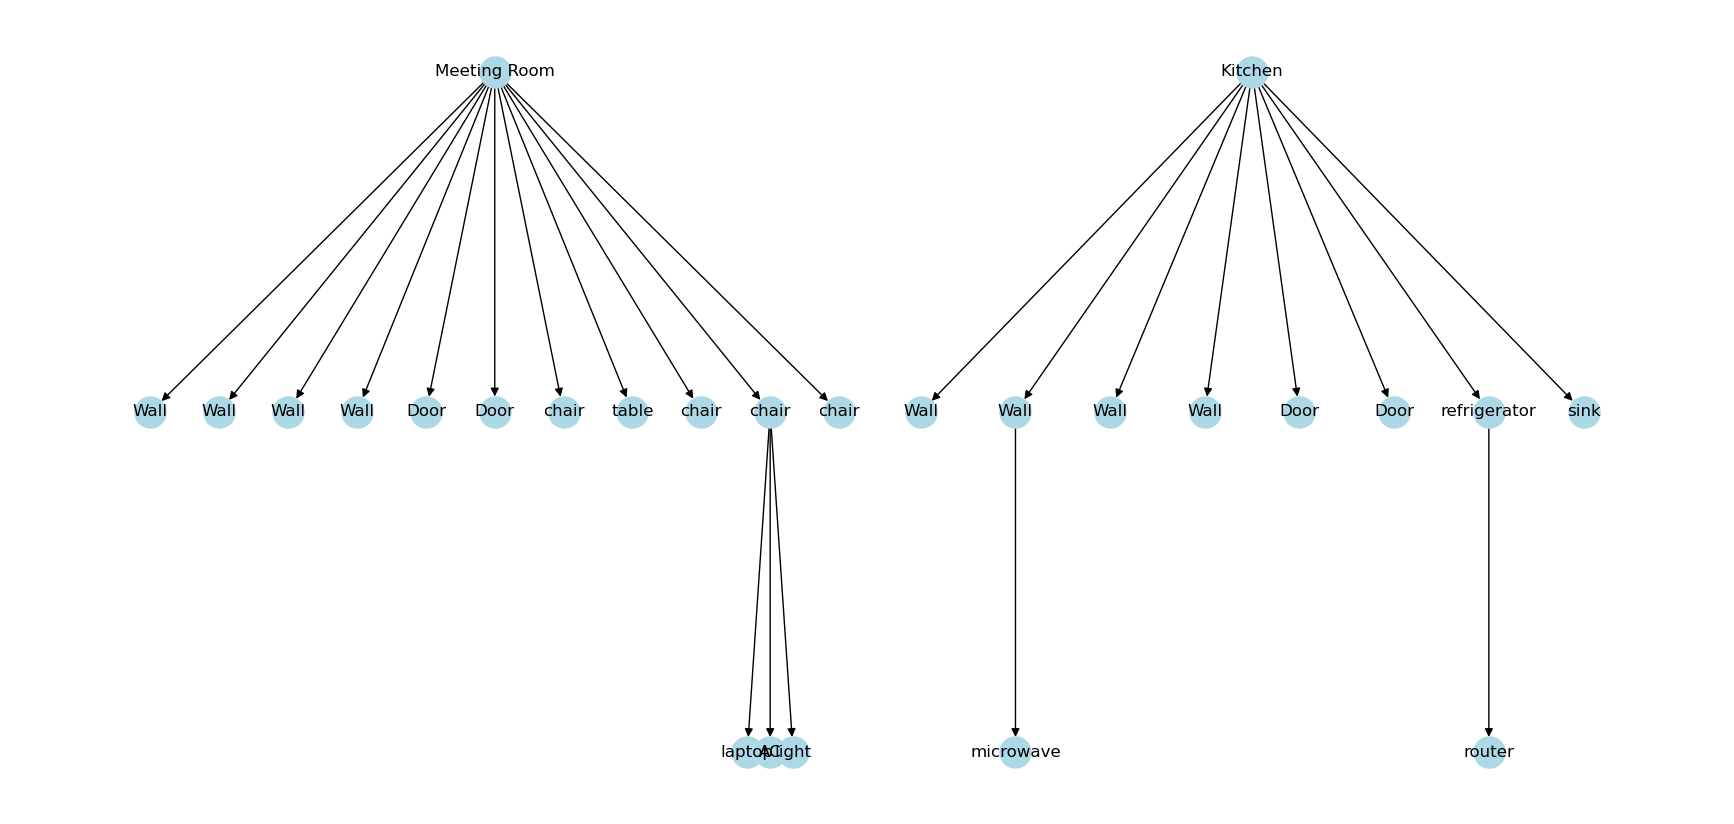 Meeting Room
Kitchen
Wall Wall Wall Wall Door Door chair table chair chair chair Wall Wall Wall Wall Door Door refrigerator sink
laptop AC Light microwave router